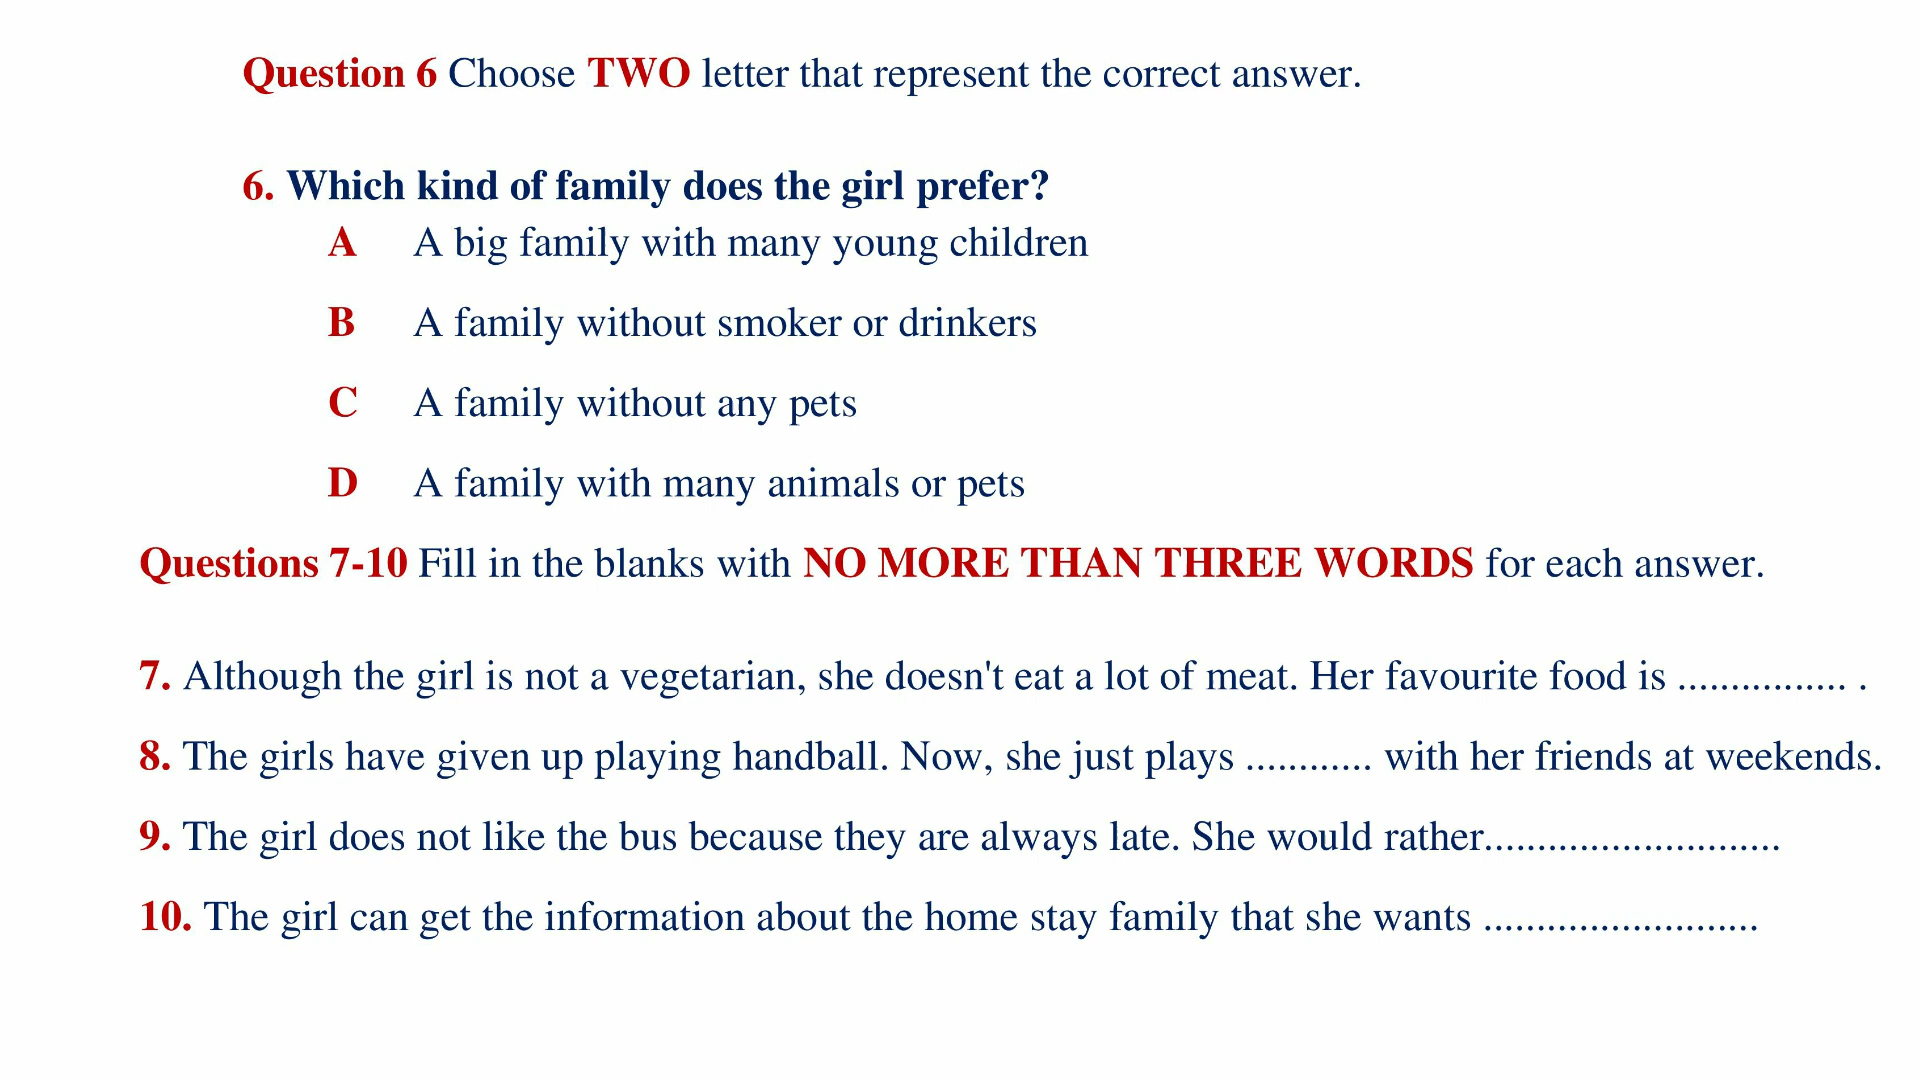 Question 6 Choose TWO letter that represent the correct answer.
6. Which kind of family does the girl prefer?
A A big family with many young children
B A family without smoker or drinkers
C A family without any pets
D A family with many animals or pets
Questions 7-10 Fill in the blanks with NO MORE THAN THREE WORDS for each answer.
7. Although the girl is not a vegetarian, she doesn't eat a lot of meat. Her favourite food is ................ .
8. The girls have given up playing handball. Now, she just plays ............ with her friends at weekends.
9. The girl does not like the bus because they are always late. She would rather............................
10. The girl can get the information about the home stay family that she wants ..........................